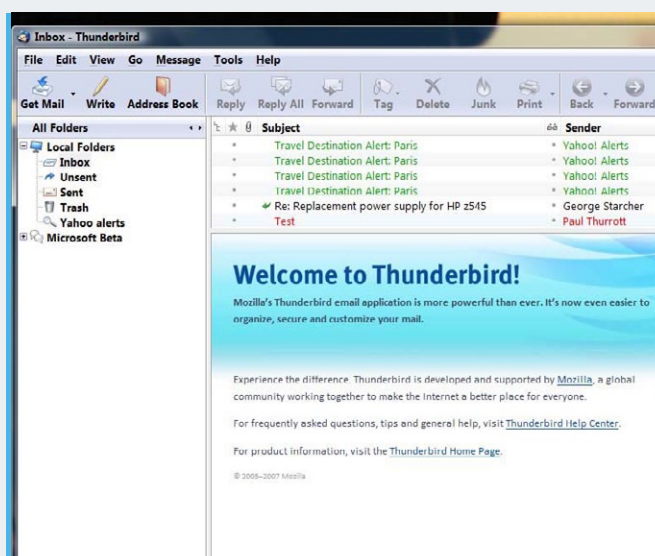 Inbox - Thunderbird
File Edit View Go Message Tools Help
Get Mail Write Address Book Reply Reply All Forward Tag Delete Junk Print Back Forward
All Folders Subject Sender
Local Folders Travel Destination Alert: Paris Yahoo! Alerts
Inbox Travel Destination Alert: Paris Yahoo! Alerts
Unsent Travel Destination Alert: Paris Yahoo! Alerts
Sent Travel Destination Alert: Paris Yahoo! Alerts
Trash Re: Replacement power supply for HP z545 George Starcher
Yahoo alerts Test Paul Thurrott
Microsoft Beta
Welcome to Thunderbird!
Mozilla's Thunderbird email application is more powerful than ever. It's now even easier to
organize, secure and customize your mail.
Experience the difference. Thunderbird is developed and supported by Mozilla, a global
community working together to make the Internet a better place for everyone.
For frequently asked questions, tips and general help, visit Thunderbird Help Center.
For product information, visit the Thunderbird Home Page.
© 2005–2007 Mozilla